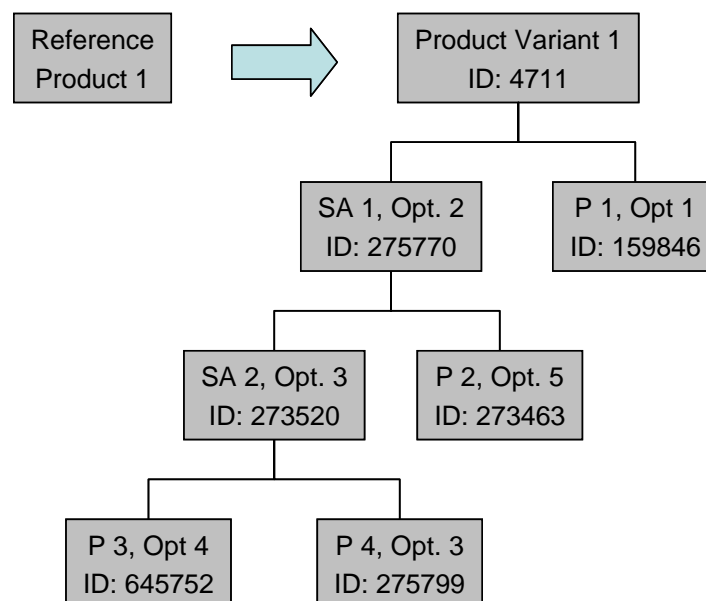 Reference
Product 1
Product Variant 1
ID: 4711
SA 1, Opt. 2
ID: 275770
P 1, Opt 1
ID: 159846
SA 2, Opt. 3
ID: 273520
P 2, Opt. 5
ID: 273463
P 3, Opt 4
ID: 645752
P 4, Opt. 3
ID: 275799